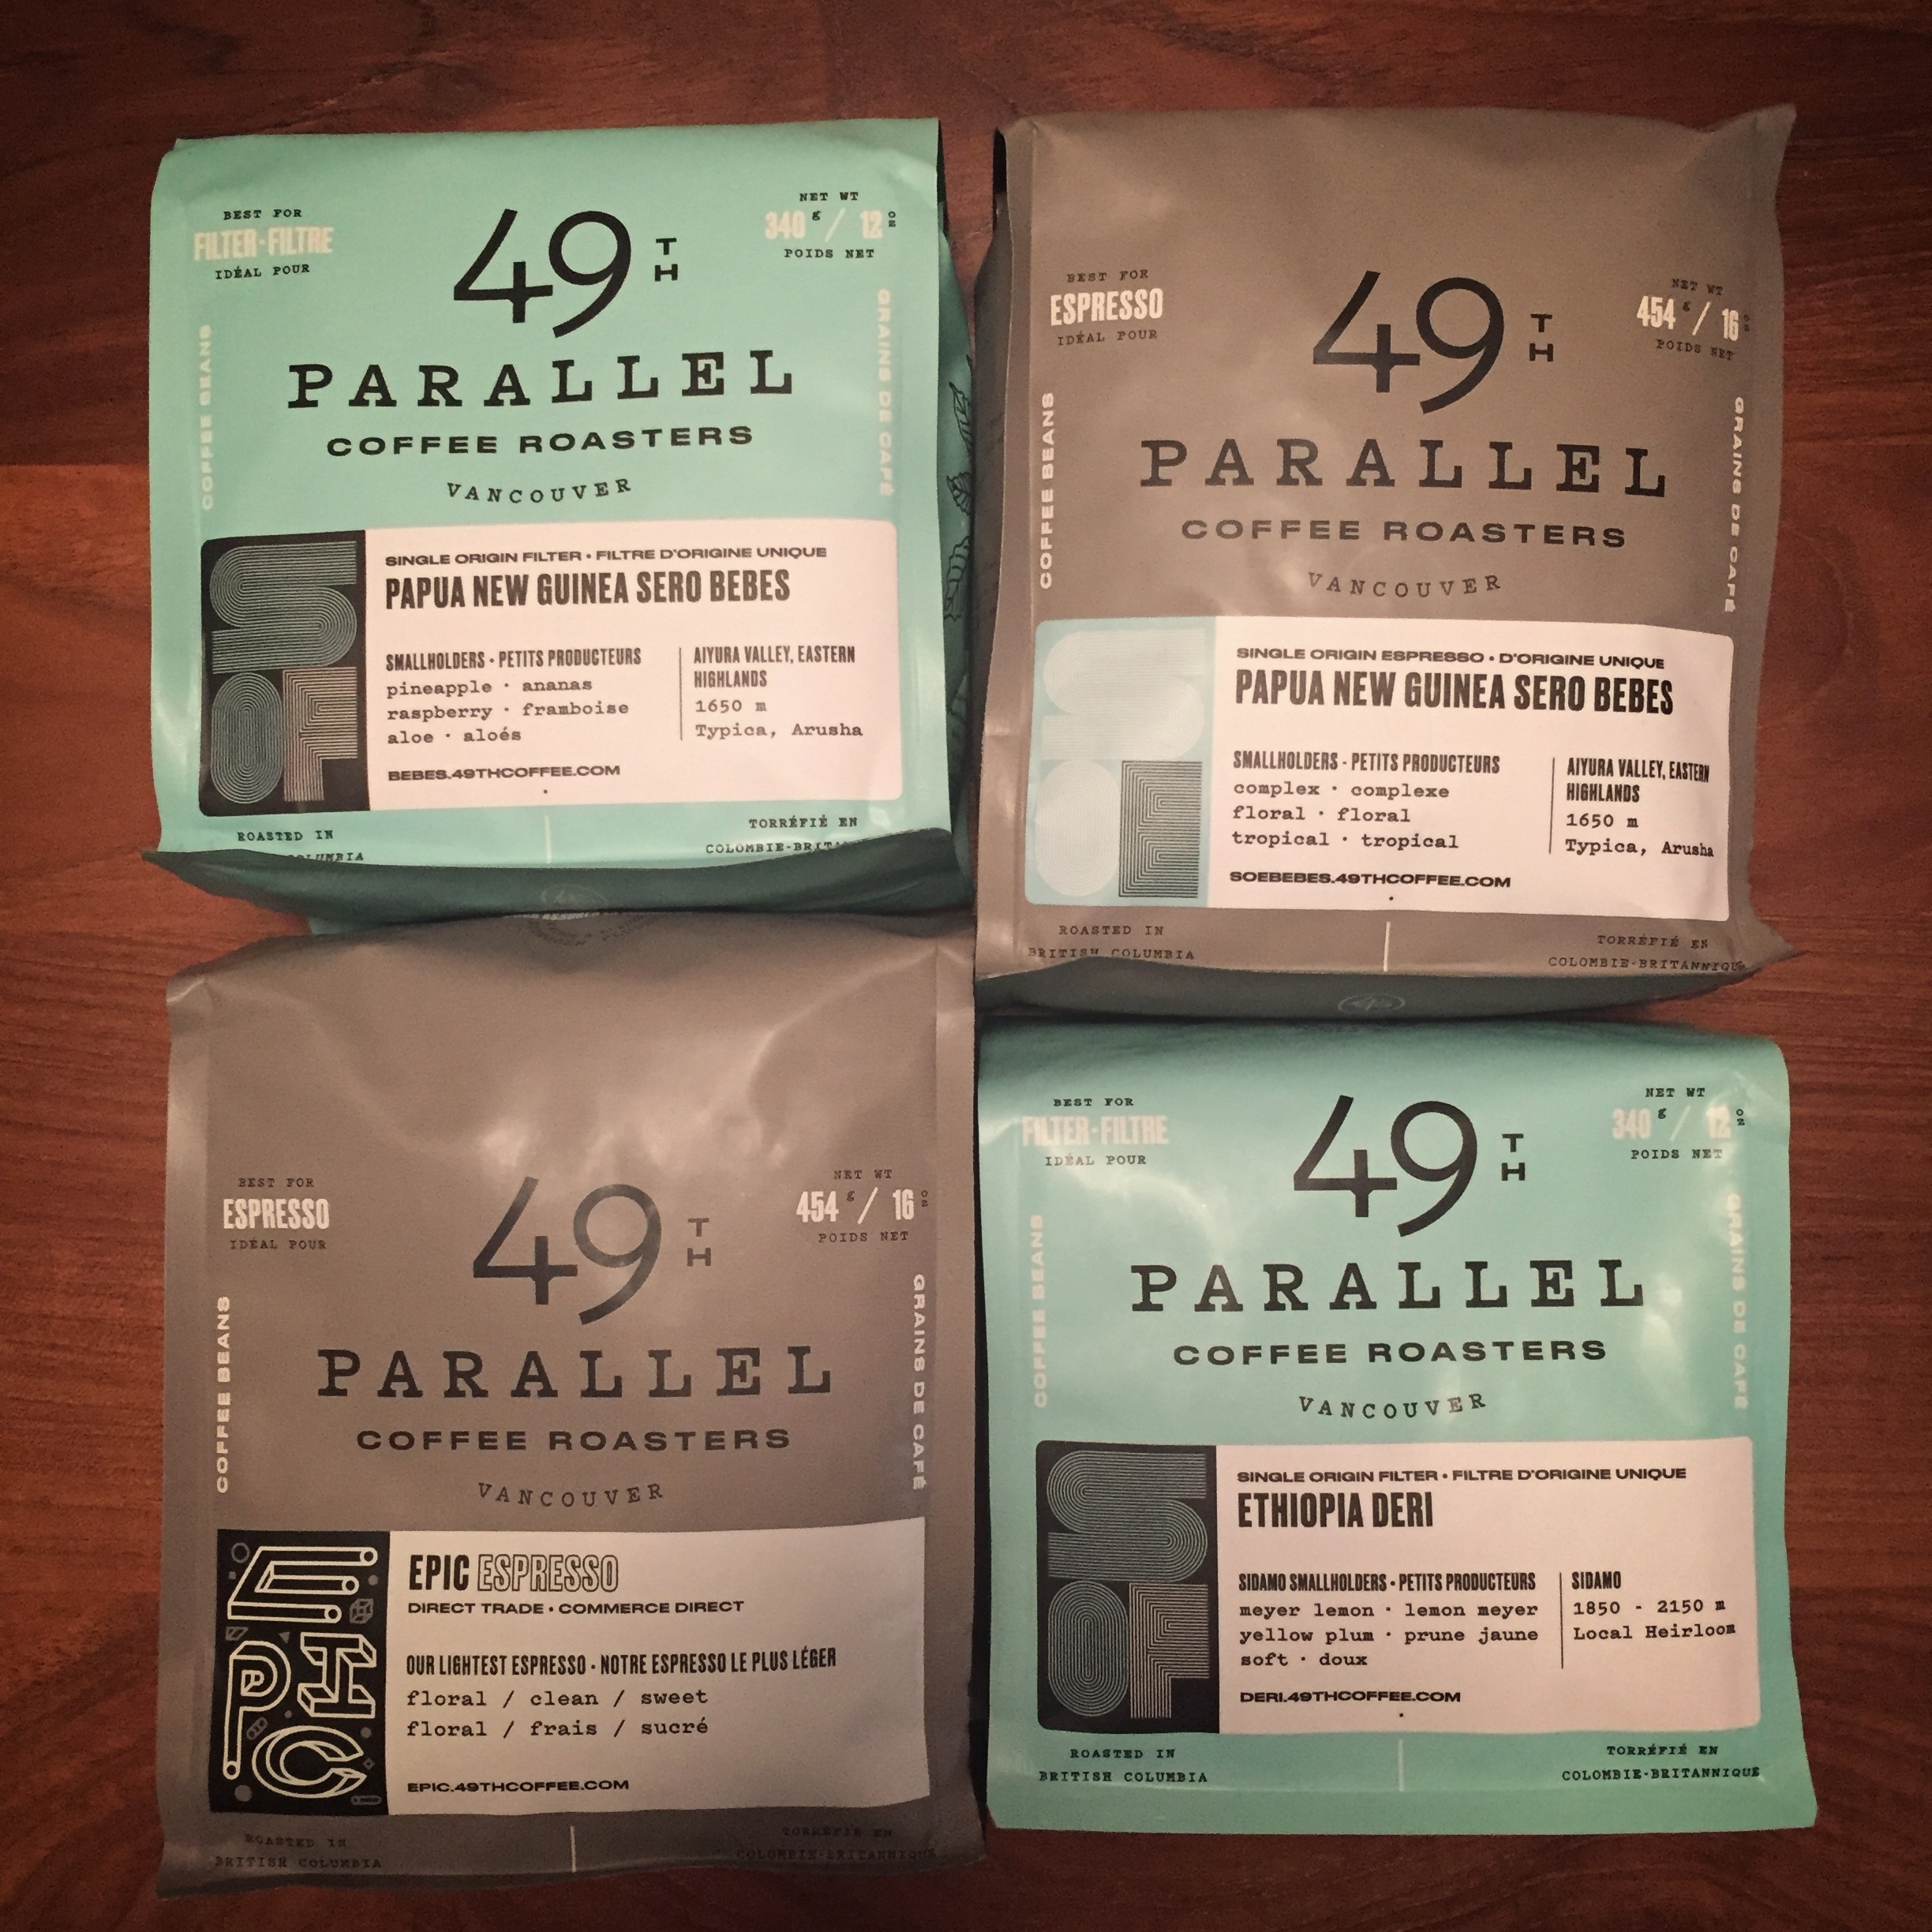 BEST FOR
FILTER·FILTRE
IDÉAL POUR
49TH
NET WT
340 g / 12 oz
POIDS NET
COFFEE BEANS
GRAINS DE CAFÉ
PARALLEL
COFFEE ROASTERS
VANCOUVER
SOF
SINGLE ORIGIN FILTER • FILTRE D'ORIGINE UNIQUE
PAPUA NEW GUINEA SERO BEBES
SMALLHOLDERS • PETITS PRODUCTEURS
pineapple · ananas
raspberry · framboise
aloe · aloés
AIYURA VALLEY, EASTERN
HIGHLANDS
1650 m
Typica, Arusha
BEBES.49THCOFFEE.COM
ROASTED IN
TORRÉFIÉ EN
BEST FOR
ESPRESSO
IDÉAL POUR
49TH
NET WT
454 g / 16 oz
POIDS NET
COFFEE BEANS
GRAINS DE CAFÉ
PARALLEL
COFFEE ROASTERS
VANCOUVER
SOE
SINGLE ORIGIN ESPRESSO • D'ORIGINE UNIQUE
PAPUA NEW GUINEA SERO BEBES
SMALLHOLDERS • PETITS PRODUCTEURS
complex · complexe
floral · floral
tropical · tropical
AIYURA VALLEY, EASTERN
HIGHLANDS
1650 m
Typica, Arusha
SOEBEBES.49THCOFFEE.COM
ROASTED IN
BRITISH COLUMBIA
TORRÉFIÉ EN
COLOMBIE-BRITANNIQUE
BEST FOR
ESPRESSO
IDÉAL POUR
49TH
NET WT
454 g / 16 oz
POIDS NET
COFFEE BEANS
GRAINS DE CAFÉ
PARALLEL
COFFEE ROASTERS
VANCOUVER
EPIC
EPIC ESPRESSO
DIRECT TRADE • COMMERCE DIRECT
OUR LIGHTEST ESPRESSO • NOTRE ESPRESSO LE PLUS LÉGER
floral / clean / sweet
floral / frais / sucré
EPIC.49THCOFFEE.COM
ROASTED IN
BRITISH COLUMBIA
TORRÉFIÉ EN
COLOMBIE-BRITANNIQUE
BEST FOR
FILTER·FILTRE
IDÉAL POUR
49TH
NET WT
340 g / 12 oz
POIDS NET
COFFEE BEANS
GRAINS DE CAFÉ
PARALLEL
COFFEE ROASTERS
VANCOUVER
SOF
SINGLE ORIGIN FILTER • FILTRE D'ORIGINE UNIQUE
ETHIOPIA DERI
SIDAMO SMALLHOLDERS • PETITS PRODUCTEURS
meyer lemon · lemon meyer
yellow plum · prune jaune
soft · doux
SIDAMO
1850 - 2150 m
Local Heirloom
DERI.49THCOFFEE.COM
ROASTED IN
BRITISH COLUMBIA
TORRÉFIÉ EN
COLOMBIE-BRITANNIQUE